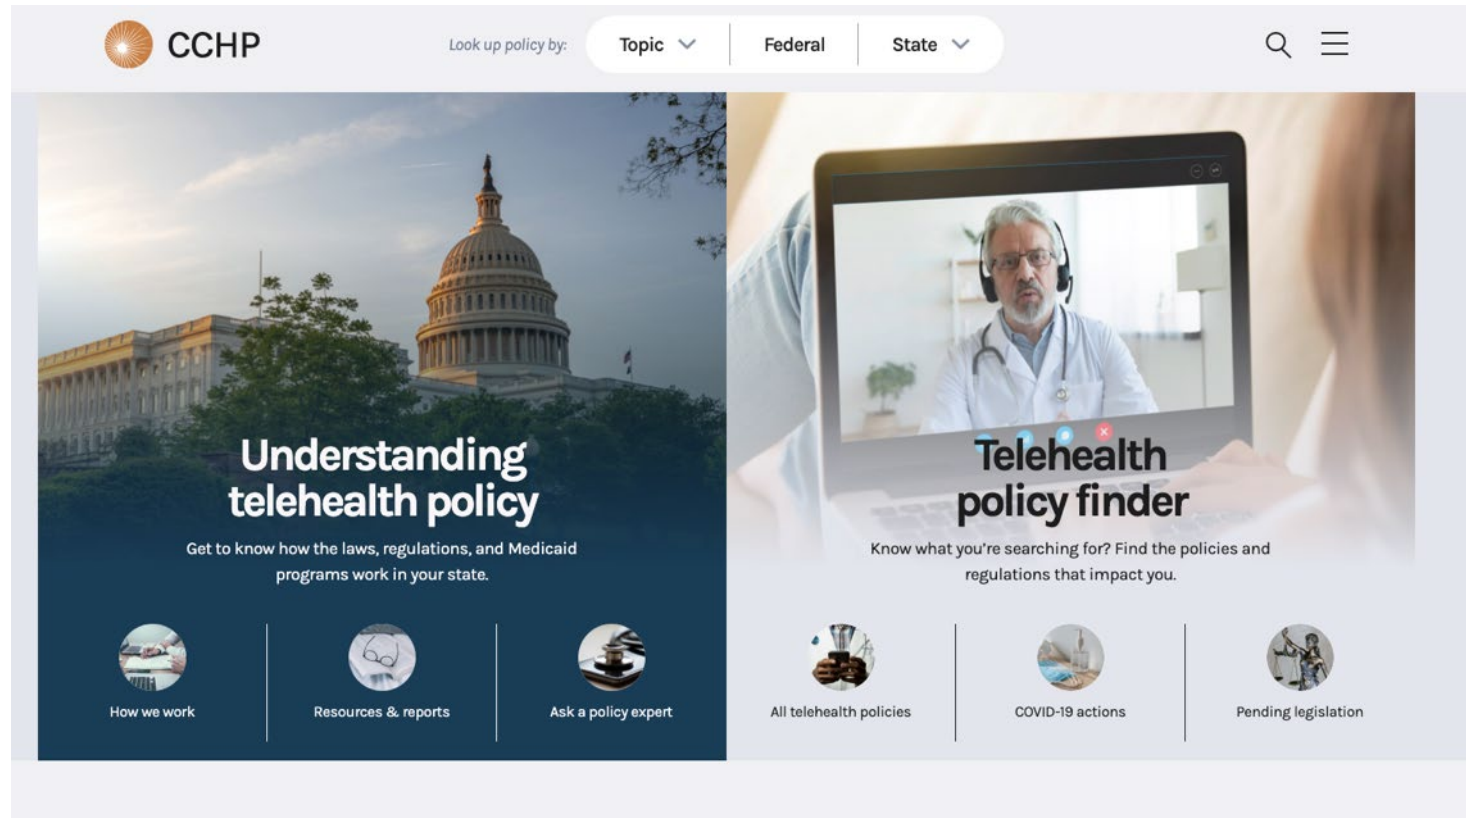 CCHP
Look up policy by:
Topic
Federal
State
Understanding
telehealth policy
Get to know how the laws, regulations, and Medicaid
programs work in your state.
How we work
Resources & reports
Ask a policy expert
Telehealth
policy finder
Know what you're searching for? Find the policies and
regulations that impact you.
All telehealth policies
COVID-19 actions
Pending legislation